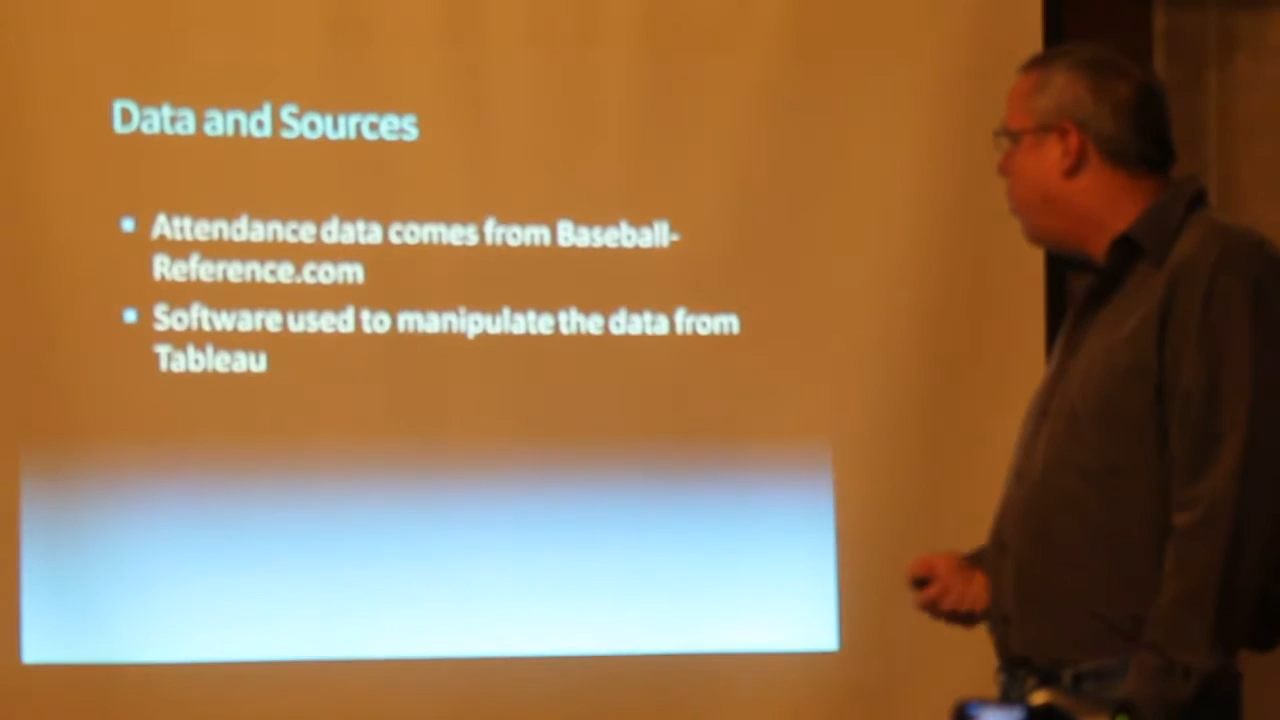 Data and Sources
Attendance data comes from Baseball-
Reference.com
Software used to manipulate the data from
Tableau